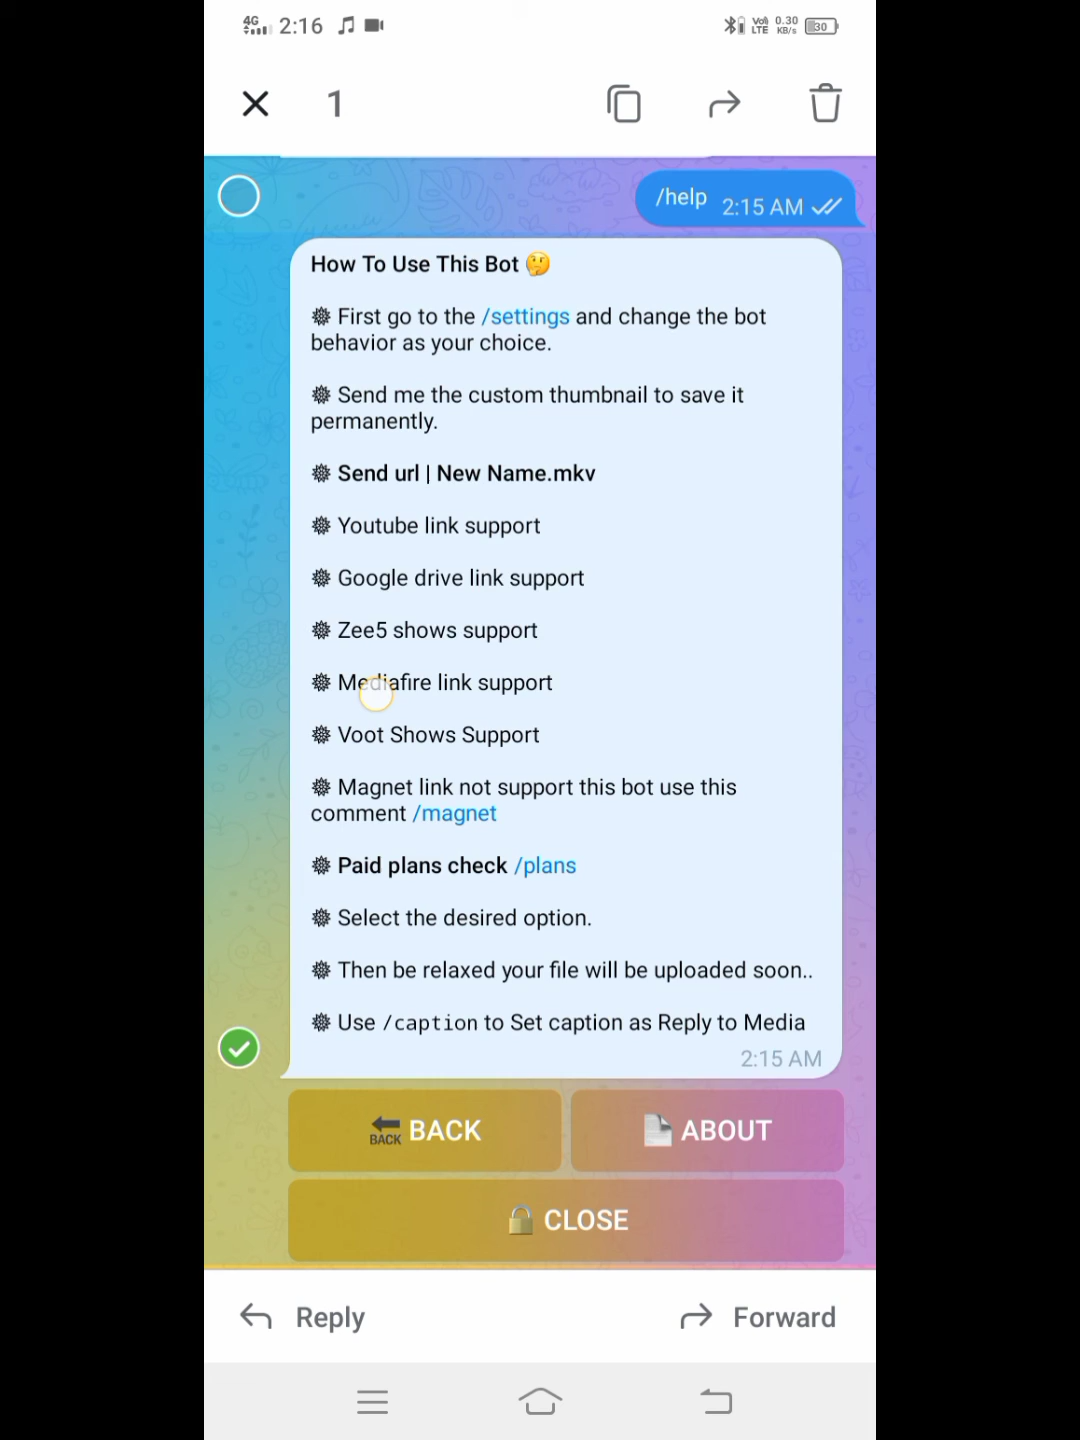 4G 2:16 VoD LTE 0.30 KB/s 30
1
/help 2:15 AM
How To Use This Bot 🤔
First go to the /settings and change the bot
behavior as your choice.
Send me the custom thumbnail to save it
permanently.
Send url | New Name.mkv
Youtube link support
Google drive link support
Zee5 shows support
Mediafire link support
Voot Shows Support
Magnet link not support this bot use this
comment /magnet
Paid plans check /plans
Select the desired option.
Then be relaxed your file will be uploaded soon..
Use /caption to Set caption as Reply to Media
2:15 AM
BACK BACK
ABOUT
CLOSE
Reply
Forward